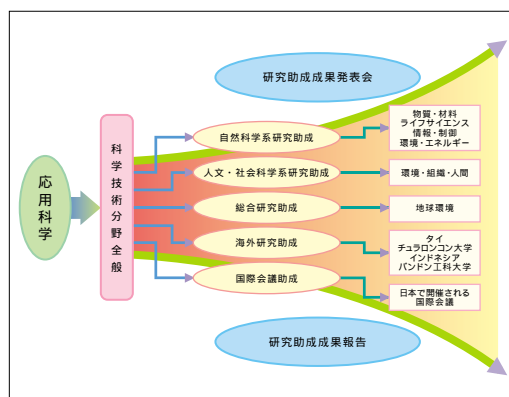 研究助成成果発表会
応用科学
科学技術分野全般
自然科学系研究助成
物質・材料
ライフサイエンス
情報・制御
環境・エネルギー
人文・社会科学系研究助成
環境・組織・人間
総合研究助成
地球環境
海外研究助成
タイ
チュラロンコン大学
インドネシア
バンドン工科大学
国際会議助成
日本で開催される
国際会議
研究助成成果報告